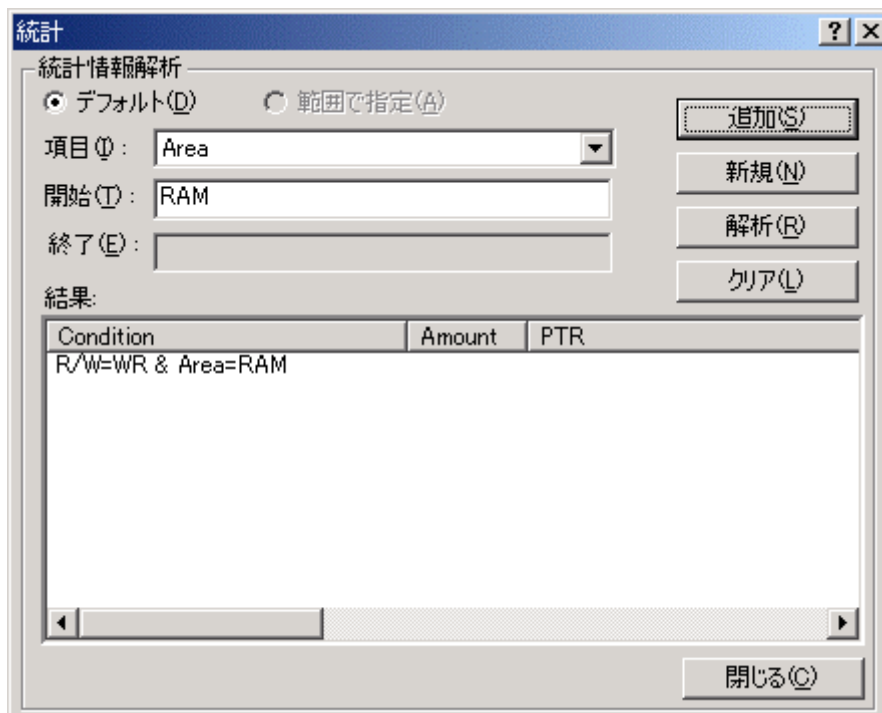 統計
統計情報解析
デフォルト(D) 範囲で指定(A)
追加(S)
項目(I): Area
新規(N)
開始(T): RAM
解析(R)
終了(E):
クリア(L)
結果:
Condition Amount PTR
R/W=WR & Area=RAM
閉じる(C)